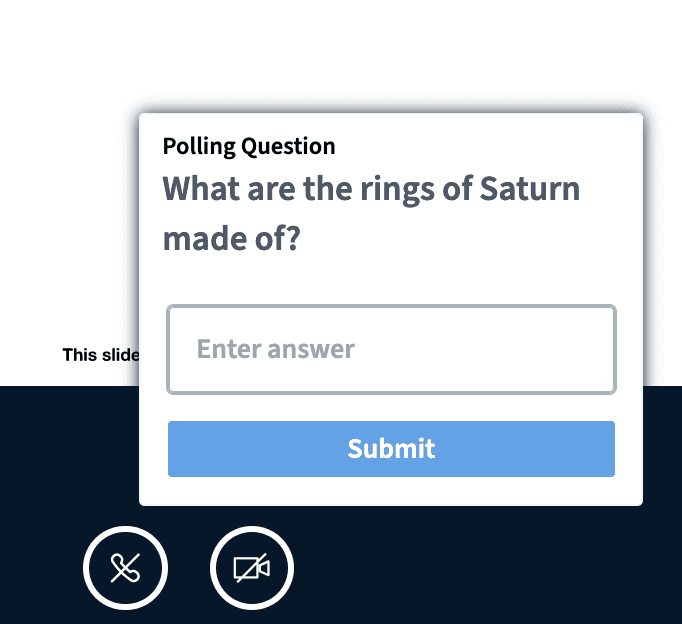 Polling Question
What are the rings of Saturn
made of?
This slide
Enter answer
Submit